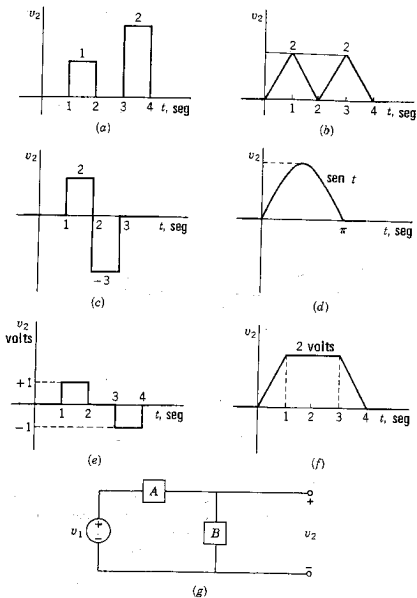 v₂ 2
1
1 2 3 4 t, seg
(a)
v₂
2 2
1 2 3 4 t, seg
(b)
v₂
2
1 2 3 t, seg
−3
(c)
v₂
sen t
π t, seg
(d)
v₂
volts
+1
3 4
1 2 t, seg
−1
(e)
v₂
2 volts
1 2 3 4 t, seg
(f)
A
+
v₁ + − B v₂
−
(g)